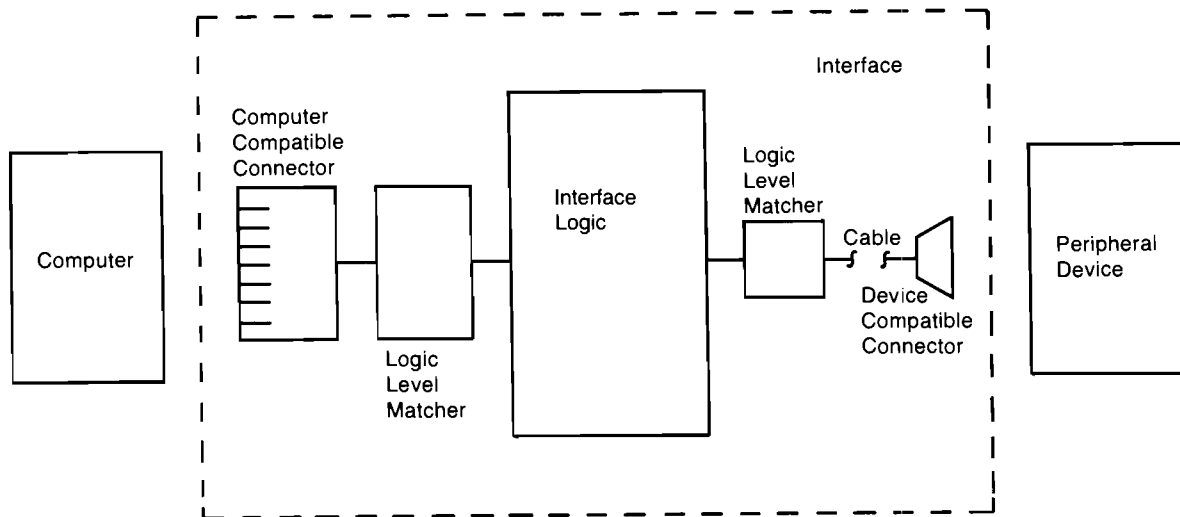 Interface
Computer
Compatible
Connector
Computer
Logic
Level
Matcher
Interface
Logic
Logic
Level
Matcher
Cable
Device
Compatible
Connector
Peripheral
Device